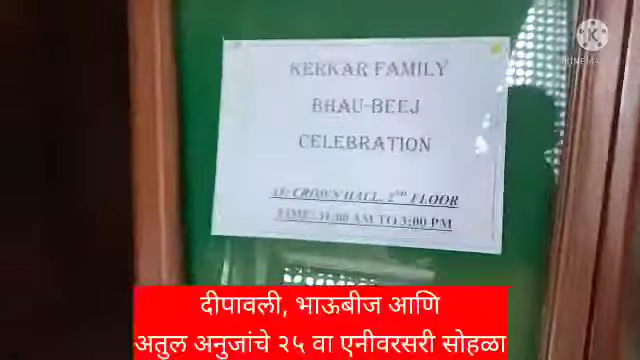 KERKAR FAMILY
BHAU-BEEJ
CELEBRATION
AT: CROWN HALL, 2ND FLOOR
TIME: 11:00 AM TO 3:00 PM
दीपावली, भाऊबीज आणि
अतुल अनुजांचे २५ वा एनीवरसरी सोहळा